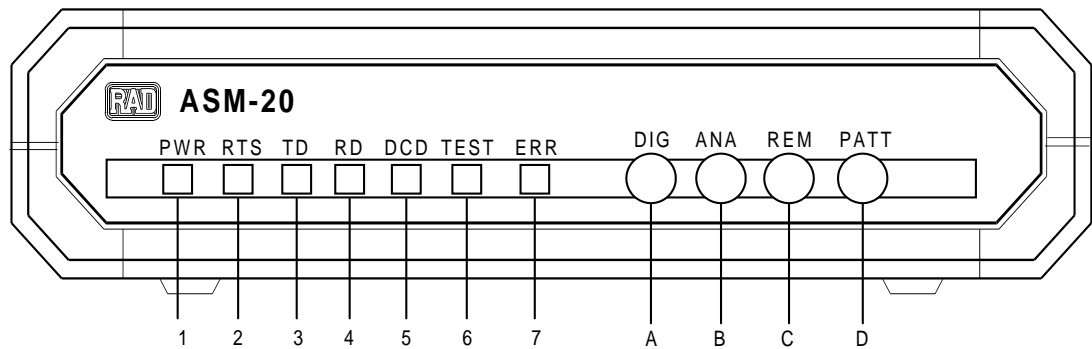 RAD ASM-20
PWR RTS TD RD DCD TEST ERR DIG ANA REM PATT
1 2 3 4 5 6 7 A B C D